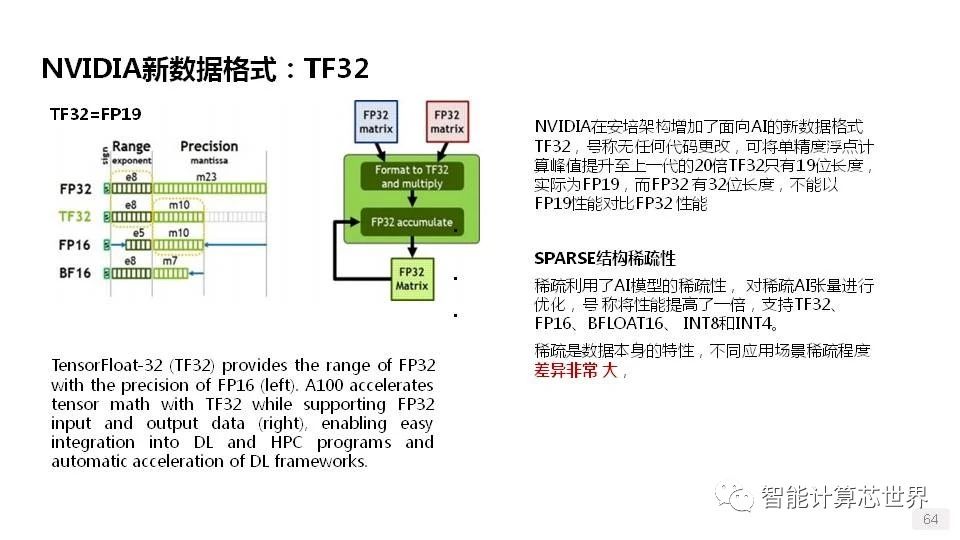 NVIDIA新数据格式：TF32
TF32=FP19
sign
Range
exponent
Precision
mantissa
e8
m23
FP32
e8
m10
TF32
e5
m10
FP16
e8
m7
BF16
FP32
matrix
FP32
matrix
Format to TF32
and multiply
FP32 accumulate
FP32
Matrix
TensorFloat-32 (TF32) provides the range of FP32
with the precision of FP16 (left). A100 accelerates
tensor math with TF32 while supporting FP32
input and output data (right), enabling easy
integration into DL and HPC programs and
automatic acceleration of DL frameworks.
NVIDIA在安培架构增加了面向AI的新数据格式
TF32，号称无任何代码更改，可将单精度浮点计
算峰值提升至上一代的20倍TF32只有19位长度，
实际为FP19，而FP32 有32位长度，不能以
FP19性能对比FP32 性能
SPARSE结构稀疏性
稀疏利用了AI模型的稀疏性， 对稀疏AI张量进行
优化，号 称将性能提高了一倍，支持TF32、
FP16、BFLOAT16、 INT8和INT4。
稀疏是数据本身的特性，不同应用场景稀疏程度
差异非常 大，
智能计算芯世界
64